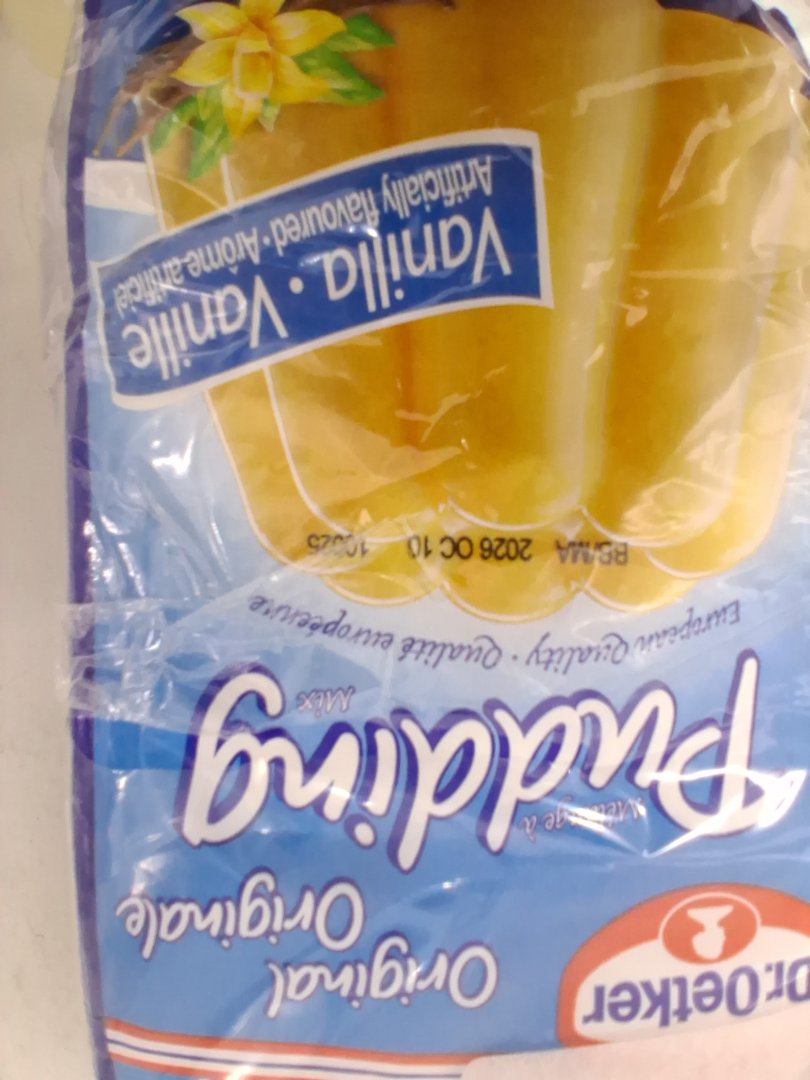 Dr. Oetker
Original
Originale
Mélange à
Pudding
Mix
European Quality • Qualité européenne
BB/MA 2026 OC 10 10025
Vanilla • Vanille
Artificially flavoured • Arôme artificiel